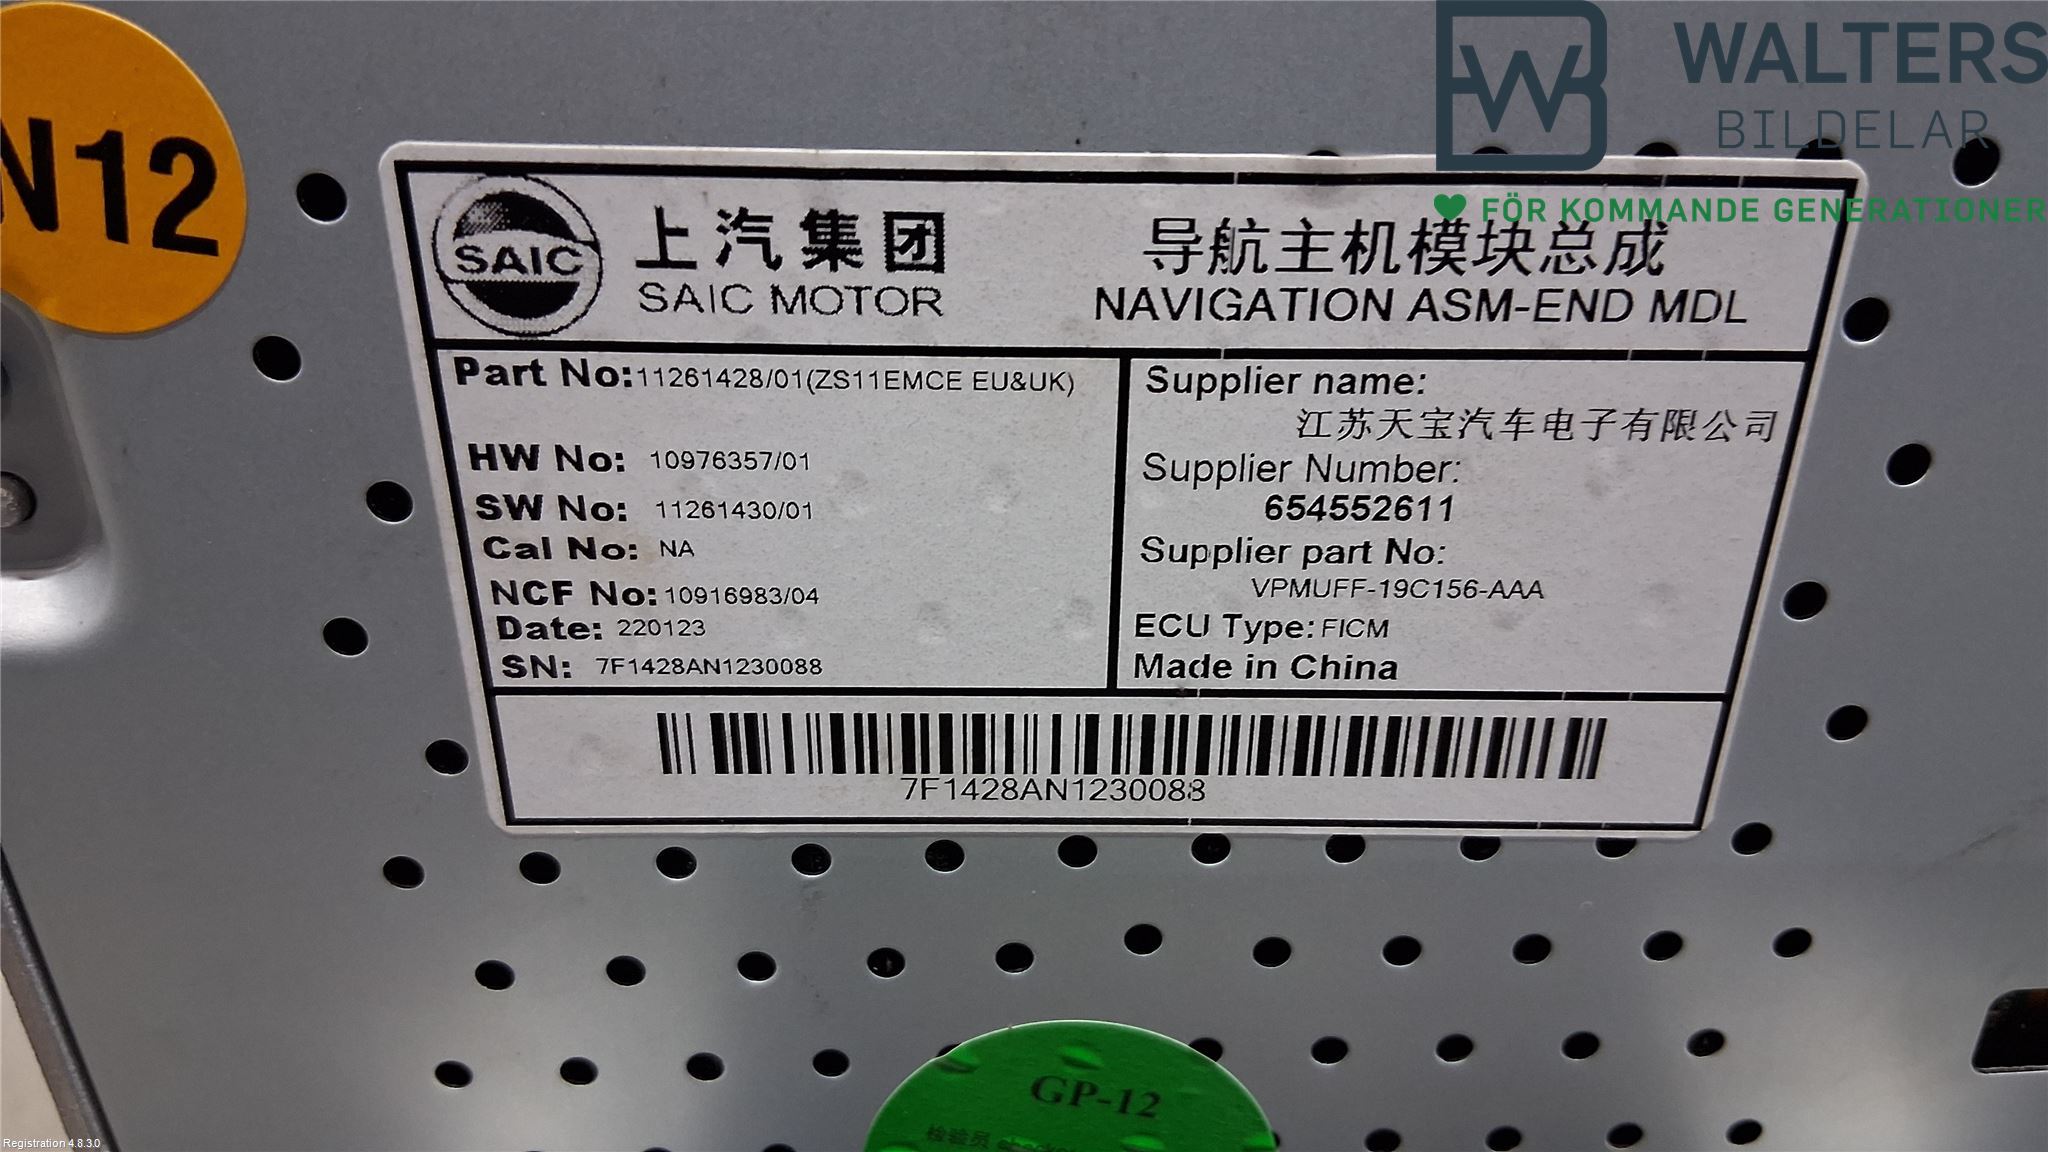 WALTERS
BILDELAR
FÖR KOMMANDE GENERATIONER
N12
SAIC
上汽集团
SAIC MOTOR
导航主机模块总成
NAVIGATION ASM-END MDL
Part No:11261428/01(ZS11EMCE EU&UK)
HW No: 10976357/01
SW No: 11261430/01
Cal No: NA
NCF No:10916983/04
Date: 220123
SN: 7F1428AN1230088
Supplier name:
江苏天宝汽车电子有限公司
Supplier Number:
654552611
Supplier part No:
VPMUFF-19C156-AAA
ECU Type:FICM
Made in China
7F1428AN1230088
GP-12
检验员
Registration 4.8.3.0